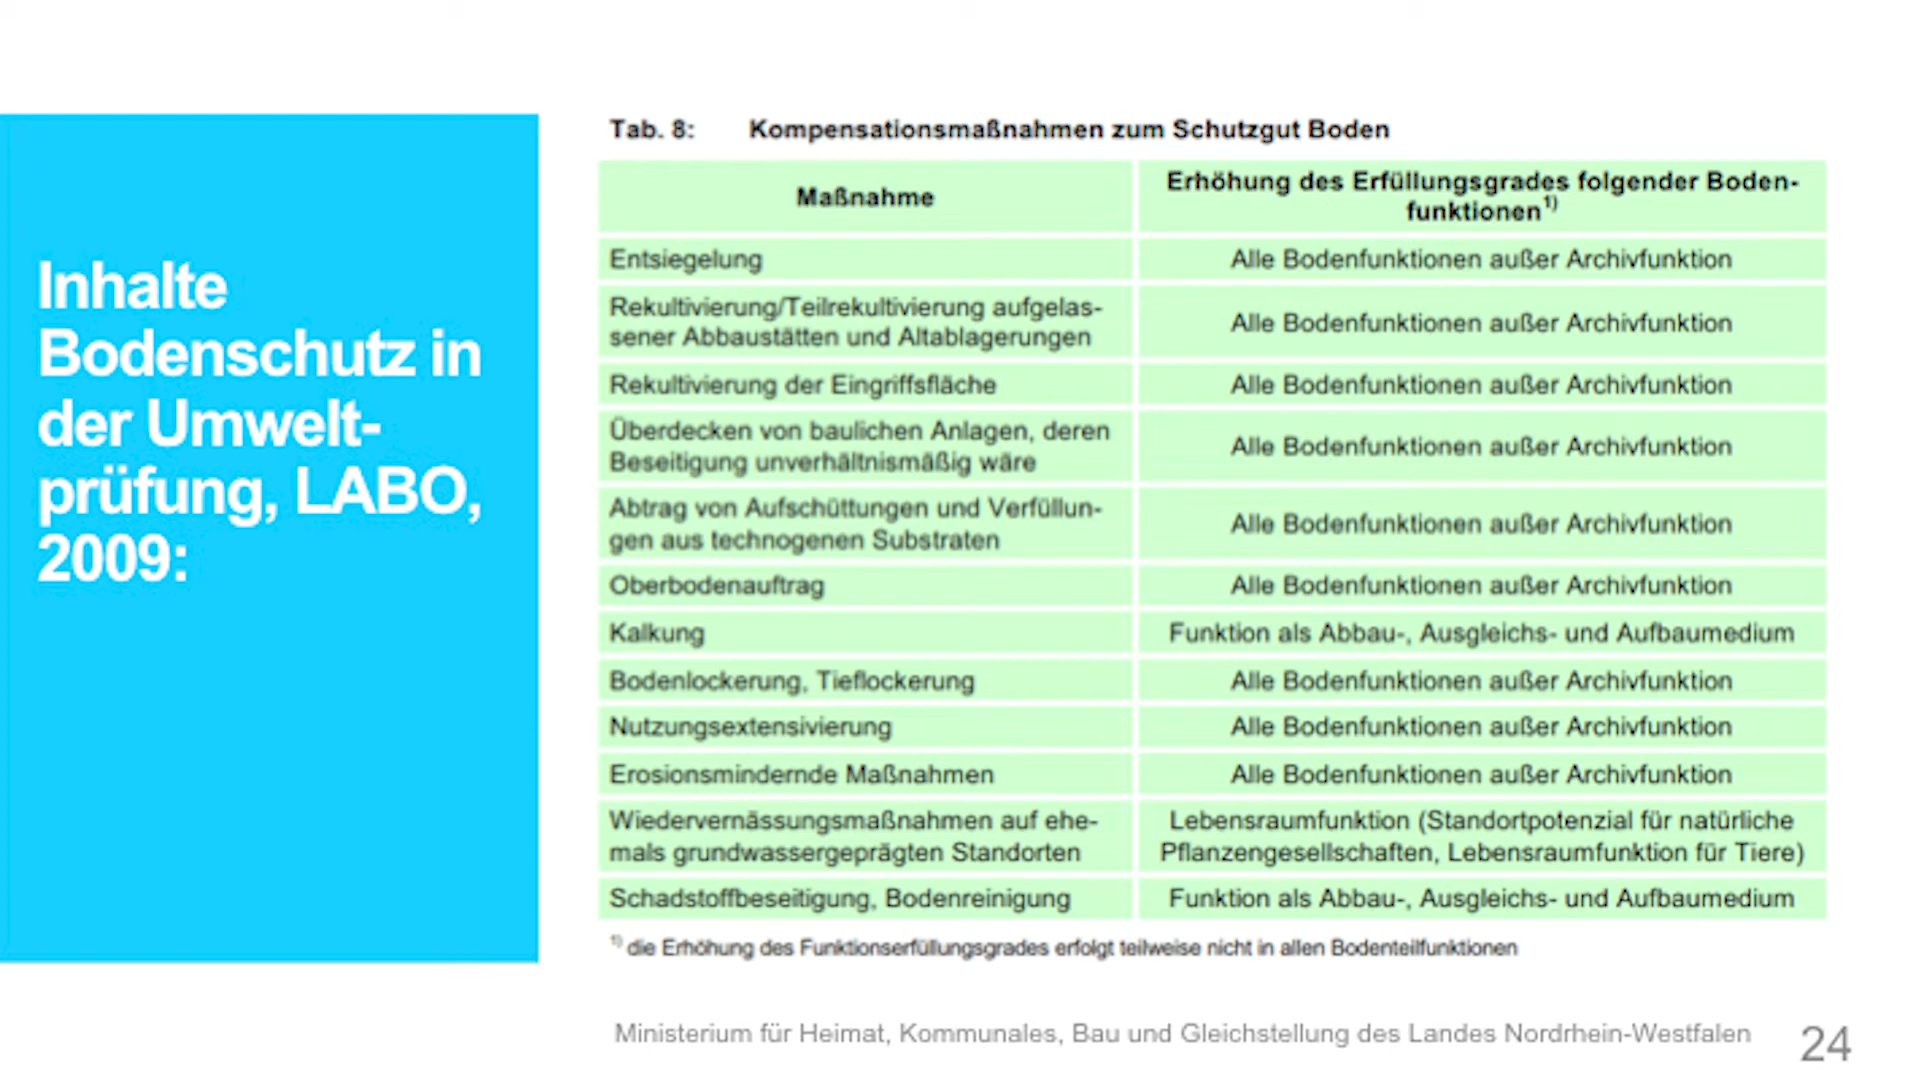 Inhalte
Bodenschutz in
der Umwelt-
prüfung, LABO,
2009:
Tab. 8: Kompensationsmaßnahmen zum Schutzgut Boden
Maßnahme
Erhöhung des Erfüllungsgrades folgender Boden-
funktionen1)
Entsiegelung
Alle Bodenfunktionen außer Archivfunktion
Rekultivierung/Teilrekultivierung aufgelas-
sener Abbaustätten und Altablagerungen
Alle Bodenfunktionen außer Archivfunktion
Rekultivierung der Eingriffsfläche
Alle Bodenfunktionen außer Archivfunktion
Überdecken von baulichen Anlagen, deren
Beseitigung unverhältnismäßig wäre
Alle Bodenfunktionen außer Archivfunktion
Abtrag von Aufschüttungen und Verfüllun-
gen aus technogenen Substraten
Alle Bodenfunktionen außer Archivfunktion
Oberbodenauftrag
Alle Bodenfunktionen außer Archivfunktion
Kalkung
Funktion als Abbau-, Ausgleichs- und Aufbaumedium
Bodenlockerung, Tieflockerung
Alle Bodenfunktionen außer Archivfunktion
Nutzungsextensivierung
Alle Bodenfunktionen außer Archivfunktion
Erosionsmindernde Maßnahmen
Alle Bodenfunktionen außer Archivfunktion
Wiedervernässungsmaßnahmen auf ehe-
mals grundwassergeprägten Standorten
Lebensraumfunktion (Standortpotenzial für natürliche
Pflanzengesellschaften, Lebensraumfunktion für Tiere)
Schadstoffbeseitigung, Bodenreinigung
Funktion als Abbau-, Ausgleichs- und Aufbaumedium
1) die Erhöhung des Funktionserfüllungsgrades erfolgt teilweise nicht in allen Bodenteilfunktionen
Ministerium für Heimat, Kommunales, Bau und Gleichstellung des Landes Nordrhein-Westfalen
24